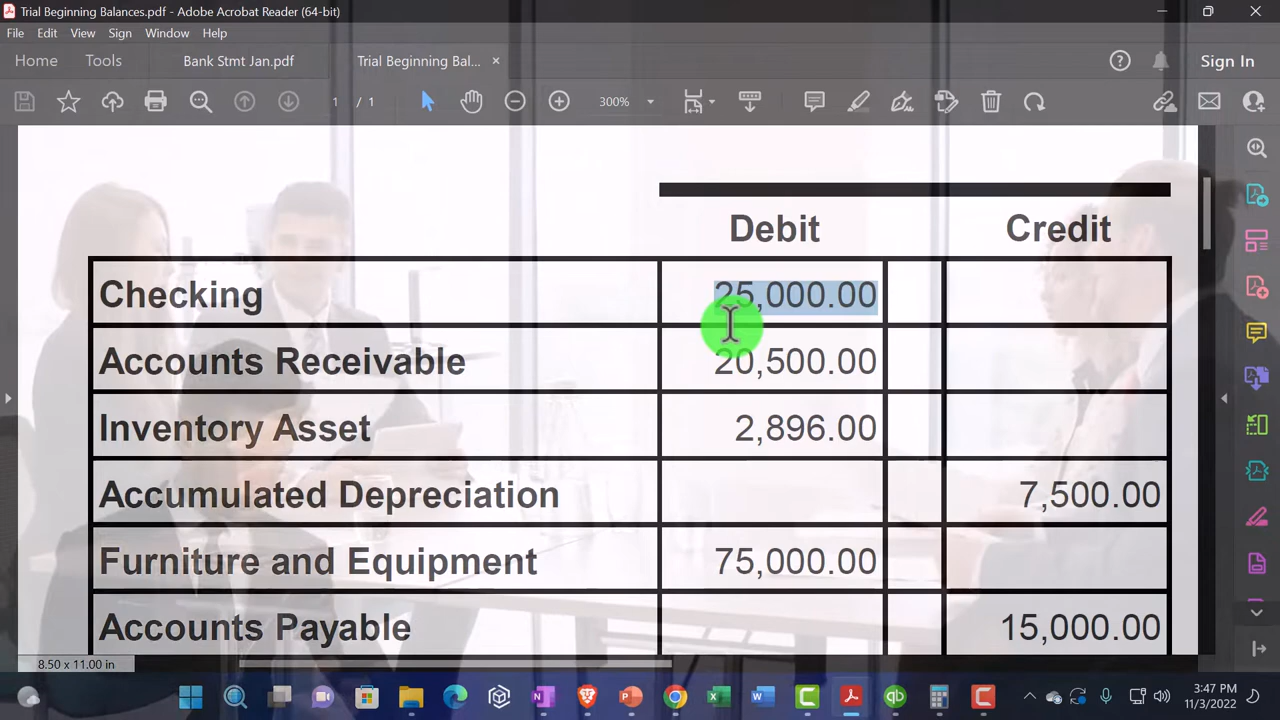 Trial Beginning Balances.pdf - Adobe Acrobat Reader (64-bit)
File Edit View Sign Window Help
Home Tools Bank Stmt Jan.pdf Trial Beginning Bal... × Sign In
1 / 1 300%
Debit Credit
Checking 25,000.00
Accounts Receivable 20,500.00
Inventory Asset 2,896.00
Accumulated Depreciation 7,500.00
Furniture and Equipment 75,000.00
Accounts Payable 15,000.00
8.50 x 11.00 in
3:47 PM
11/3/2022